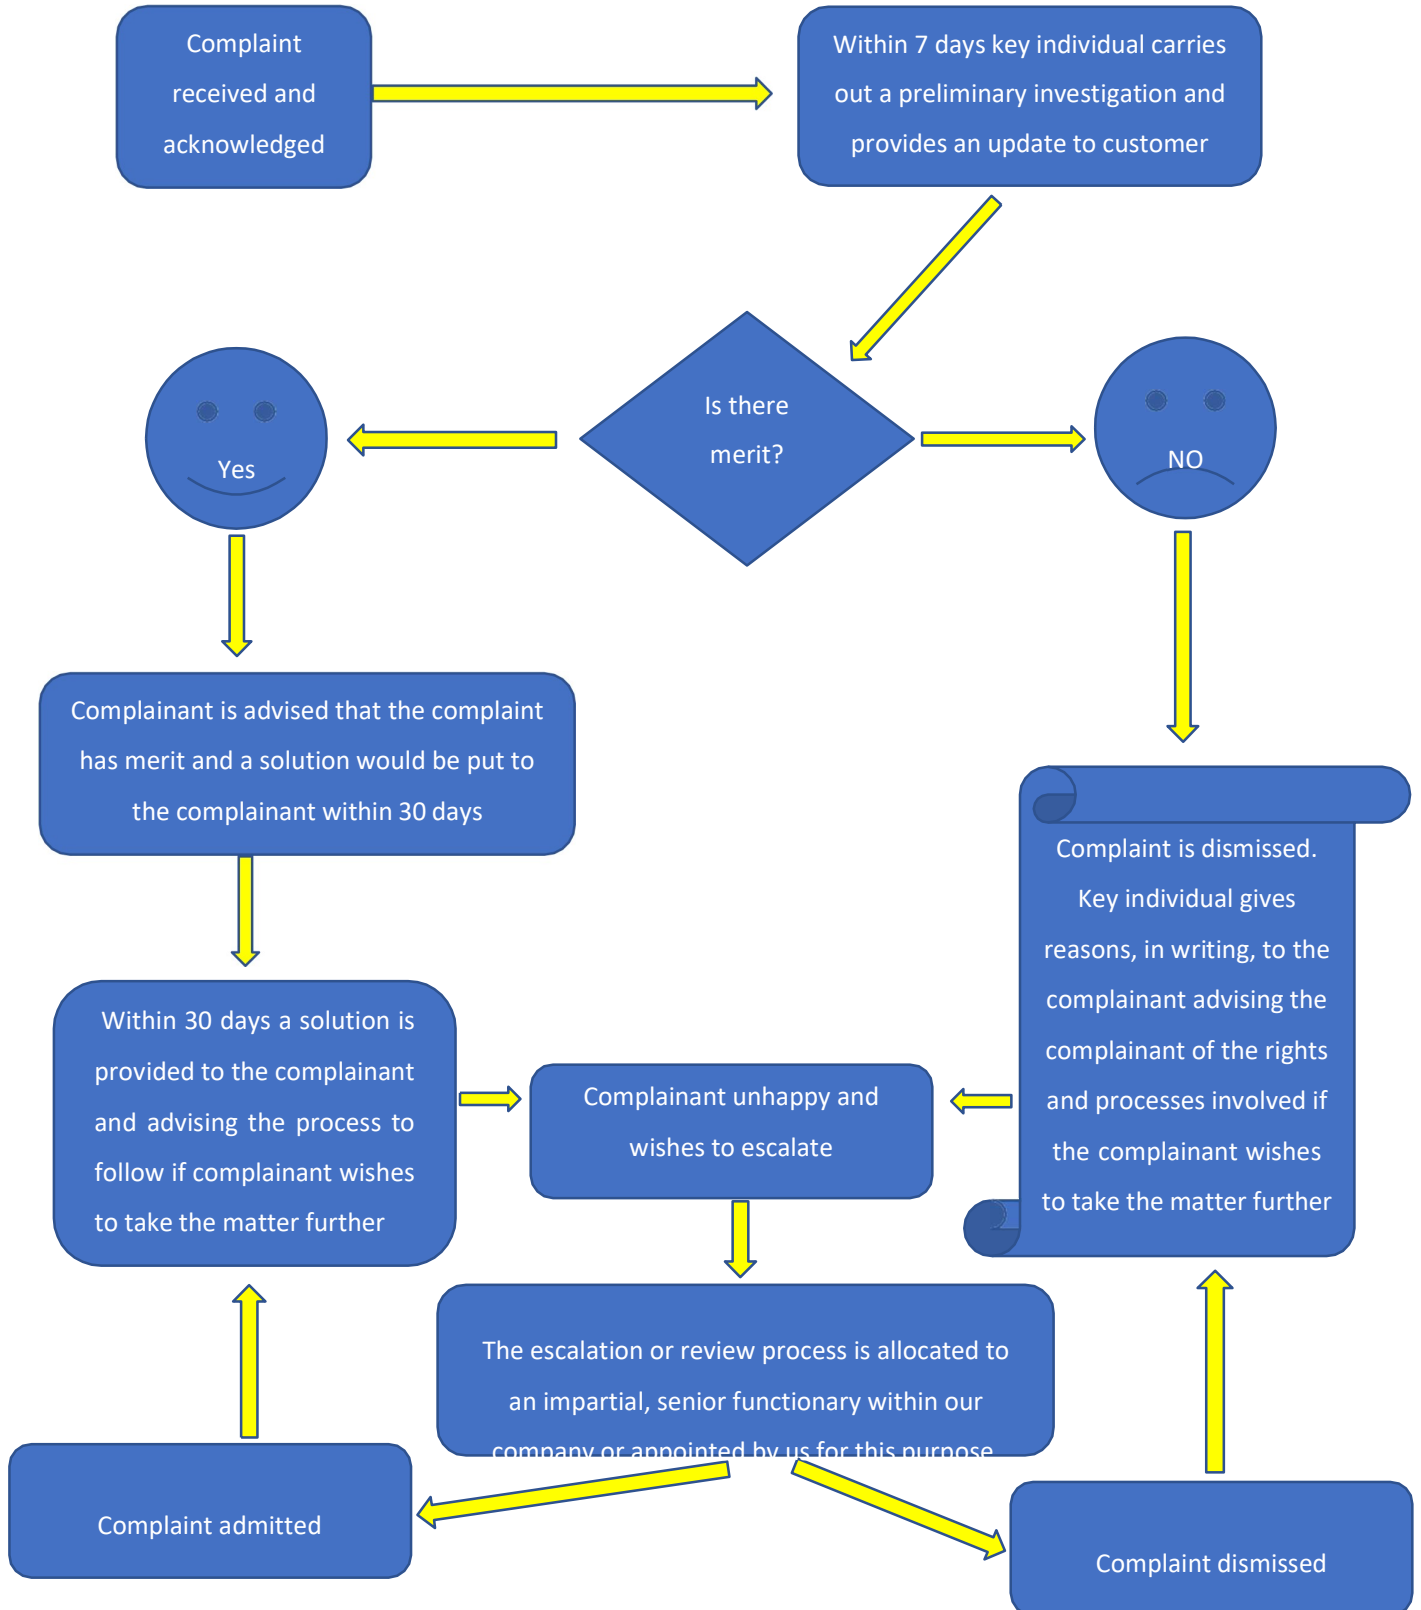 Complaint
received and
acknowledged
Within 7 days key individual carries
out a preliminary investigation and
provides an update to customer
Is there
merit?
Yes
NO
Complainant is advised that the complaint
has merit and a solution would be put to
the complainant within 30 days
Complaint is dismissed.
Key individual gives
reasons, in writing, to the
complainant advising the
complainant of the rights
and processes involved if
the complainant wishes
to take the matter further
Within 30 days a solution is
provided to the complainant
and advising the process to
follow if complainant wishes
to take the matter further
Complainant unhappy and
wishes to escalate
The escalation or review process is allocated to
an impartial, senior functionary within our
company or appointed by us for this purpose
Complaint admitted
Complaint dismissed